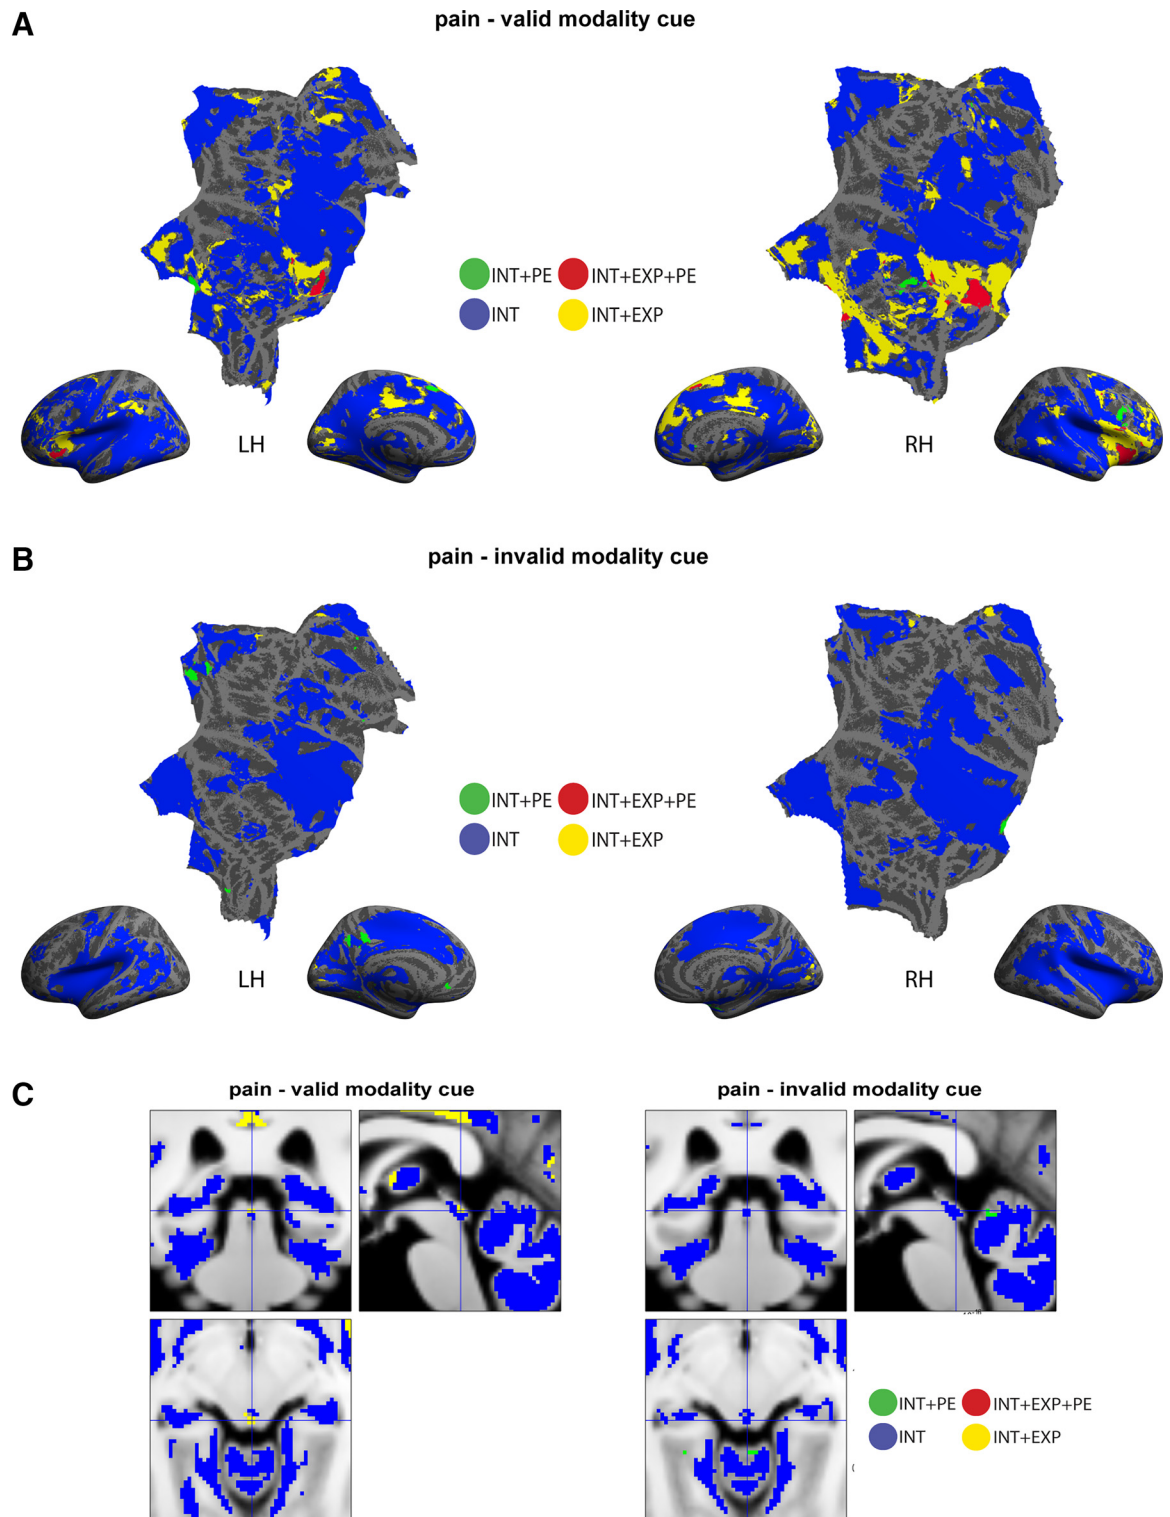 A
pain - valid modality cue
INT+PE INT+EXP+PE
INT INT+EXP
LH
RH
B
pain - invalid modality cue
INT+PE INT+EXP+PE
INT INT+EXP
LH
RH
C
pain - valid modality cue
pain - invalid modality cue
INT+PE INT+EXP+PE
INT INT+EXP